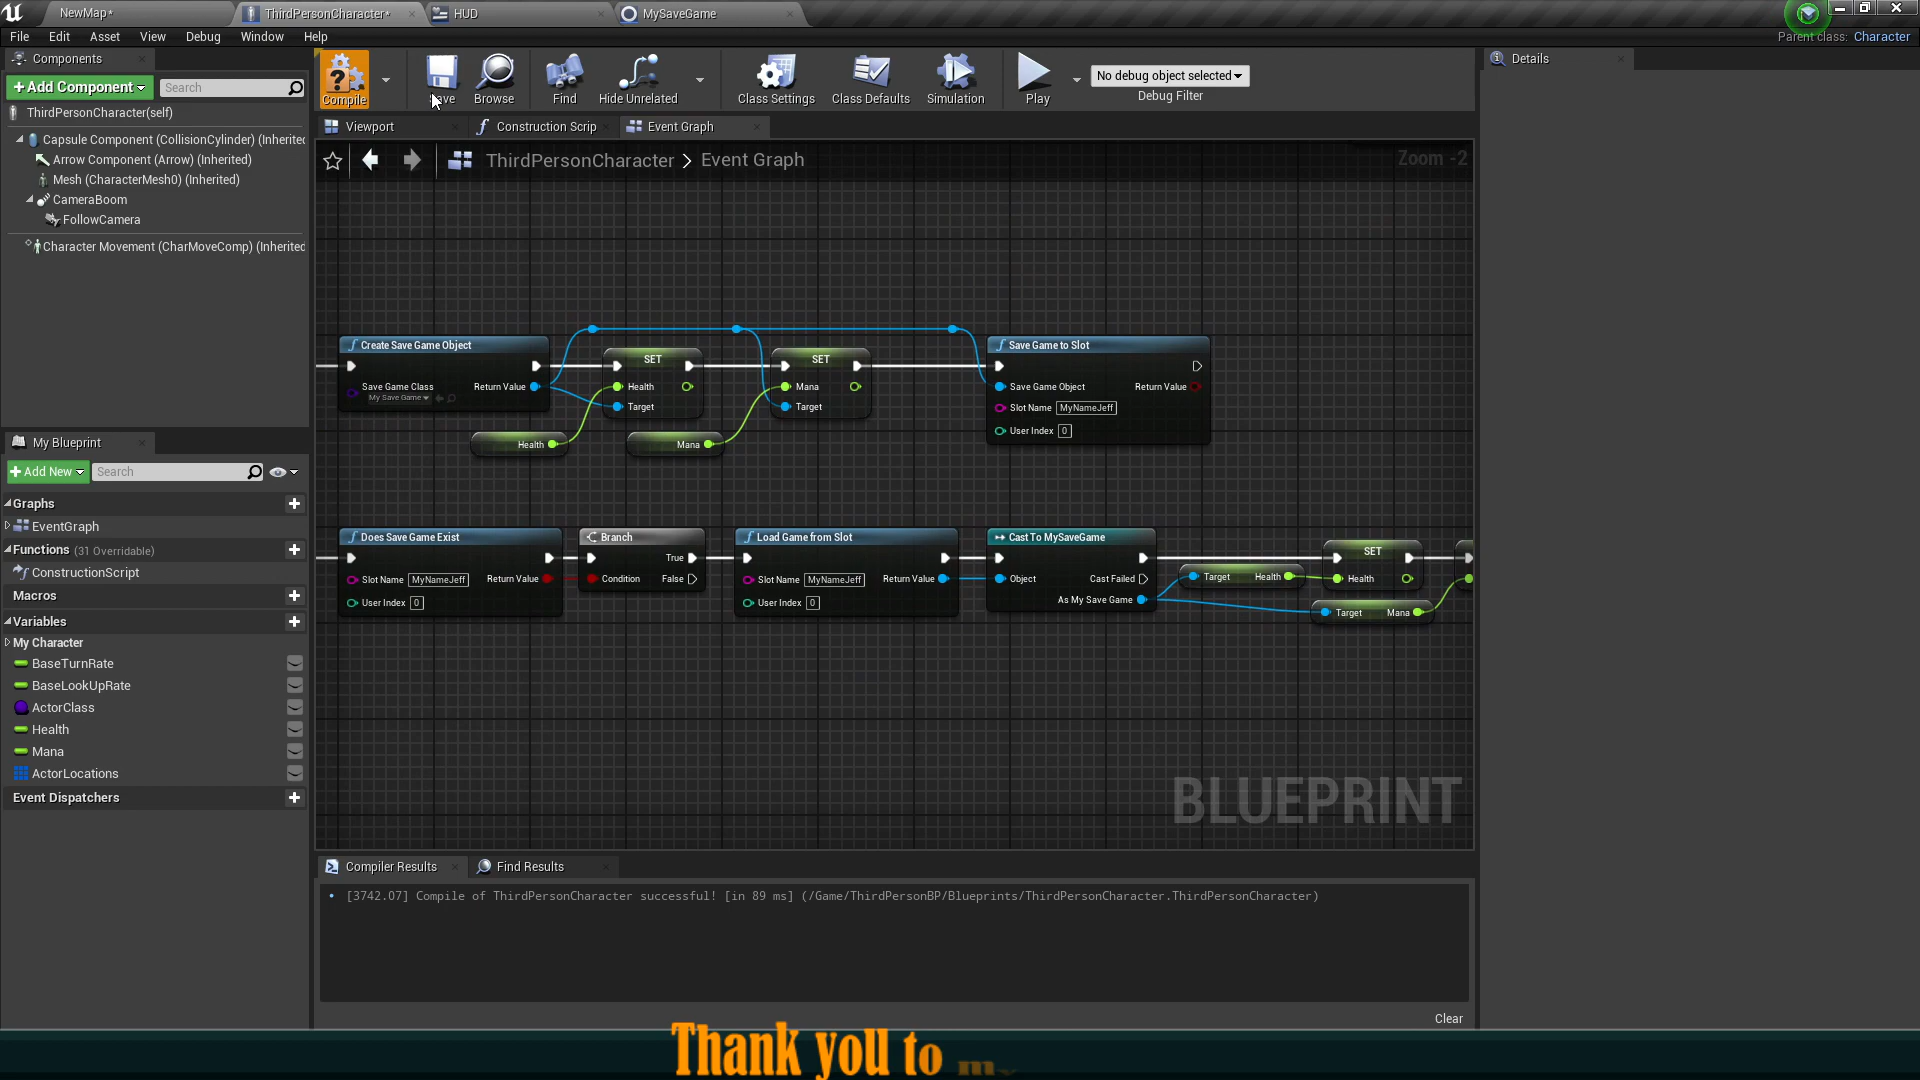 NewMap*
ThirdPersonCharacter*
HUD
MySaveGame
File Edit Asset View Debug Window Help
Parent class: Character
Components
+Add Component
Search
ThirdPersonCharacter(self)
Capsule Component (CollisionCylinder) (Inherited
Arrow Component (Arrow) (Inherited)
Mesh (CharacterMesh0) (Inherited)
CameraBoom
FollowCamera
Character Movement (CharMoveComp) (Inherited
Compile
Browse
Find
Hide Unrelated
Class Settings
Class Defaults
Simulation
Play
No debug object selected
Debug Filter
Details
Viewport
Construction Scrip
Event Graph
ThirdPersonCharacter > Event Graph
Zoom -2
Create Save Game Object
Save Game Class
My Save Game
Return Value
SET
Health
Target
SET
Mana
Target
Health
Mana
Save Game to Slot
Save Game Object
Return Value
Slot Name MyNameJeff
User Index 0
Does Save Game Exist
Slot Name MyNameJeff
Return Value
User Index 0
Branch
True
Condition
False
Load Game from Slot
Slot Name MyNameJeff
Return Value
User Index 0
Cast To MySaveGame
Object
Cast Failed
As My Save Game
Target Health
SET
Health
Target Mana
BLUEPRINT
My Blueprint
+Add New
Search
Graphs
EventGraph
Functions (31 Overridable)
ConstructionScript
Macros
Variables
My Character
BaseTurnRate
BaseLookUpRate
ActorClass
Health
Mana
ActorLocations
Event Dispatchers
Compiler Results
Find Results
[3742.07] Compile of ThirdPersonCharacter successful! [in 89 ms] (/Game/ThirdPersonBP/Blueprints/ThirdPersonCharacter.ThirdPersonCharacter)
Clear
Thank you to